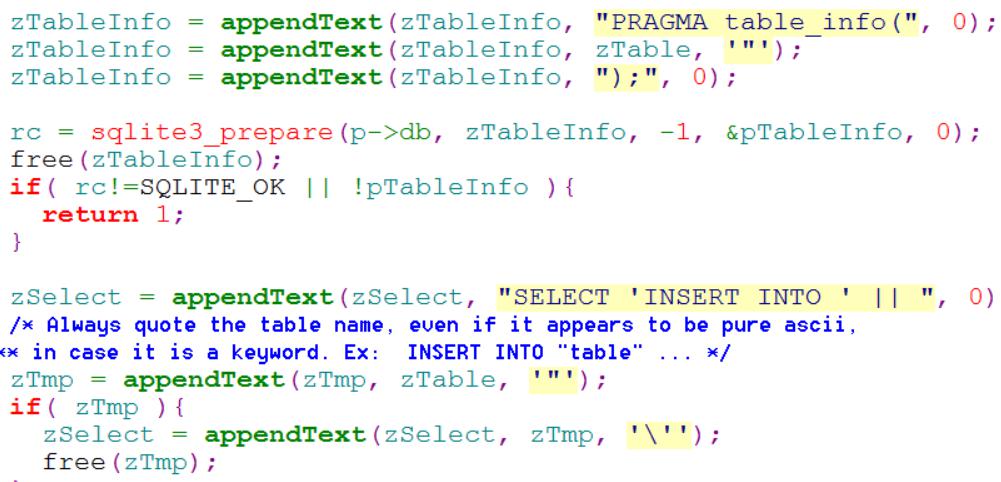 zTableInfo = appendText(zTableInfo, "PRAGMA table_info(", 0);
zTableInfo = appendText(zTableInfo, zTable, '"');
zTableInfo = appendText(zTableInfo, ");", 0);
rc = sqlite3_prepare(p->db, zTableInfo, -1, &pTableInfo, 0);
free(zTableInfo);
if( rc!=SQLITE_OK || !pTableInfo ){
return 1;
}
zSelect = appendText(zSelect, "SELECT 'INSERT INTO ' || ", 0)
/* Always quote the table name, even if it appears to be pure ascii,
** in case it is a keyword. Ex:  INSERT INTO "table" ... */
zTmp = appendText(zTmp, zTable, '"');
if( zTmp ){
zSelect = appendText(zSelect, zTmp, '\'');
free(zTmp);